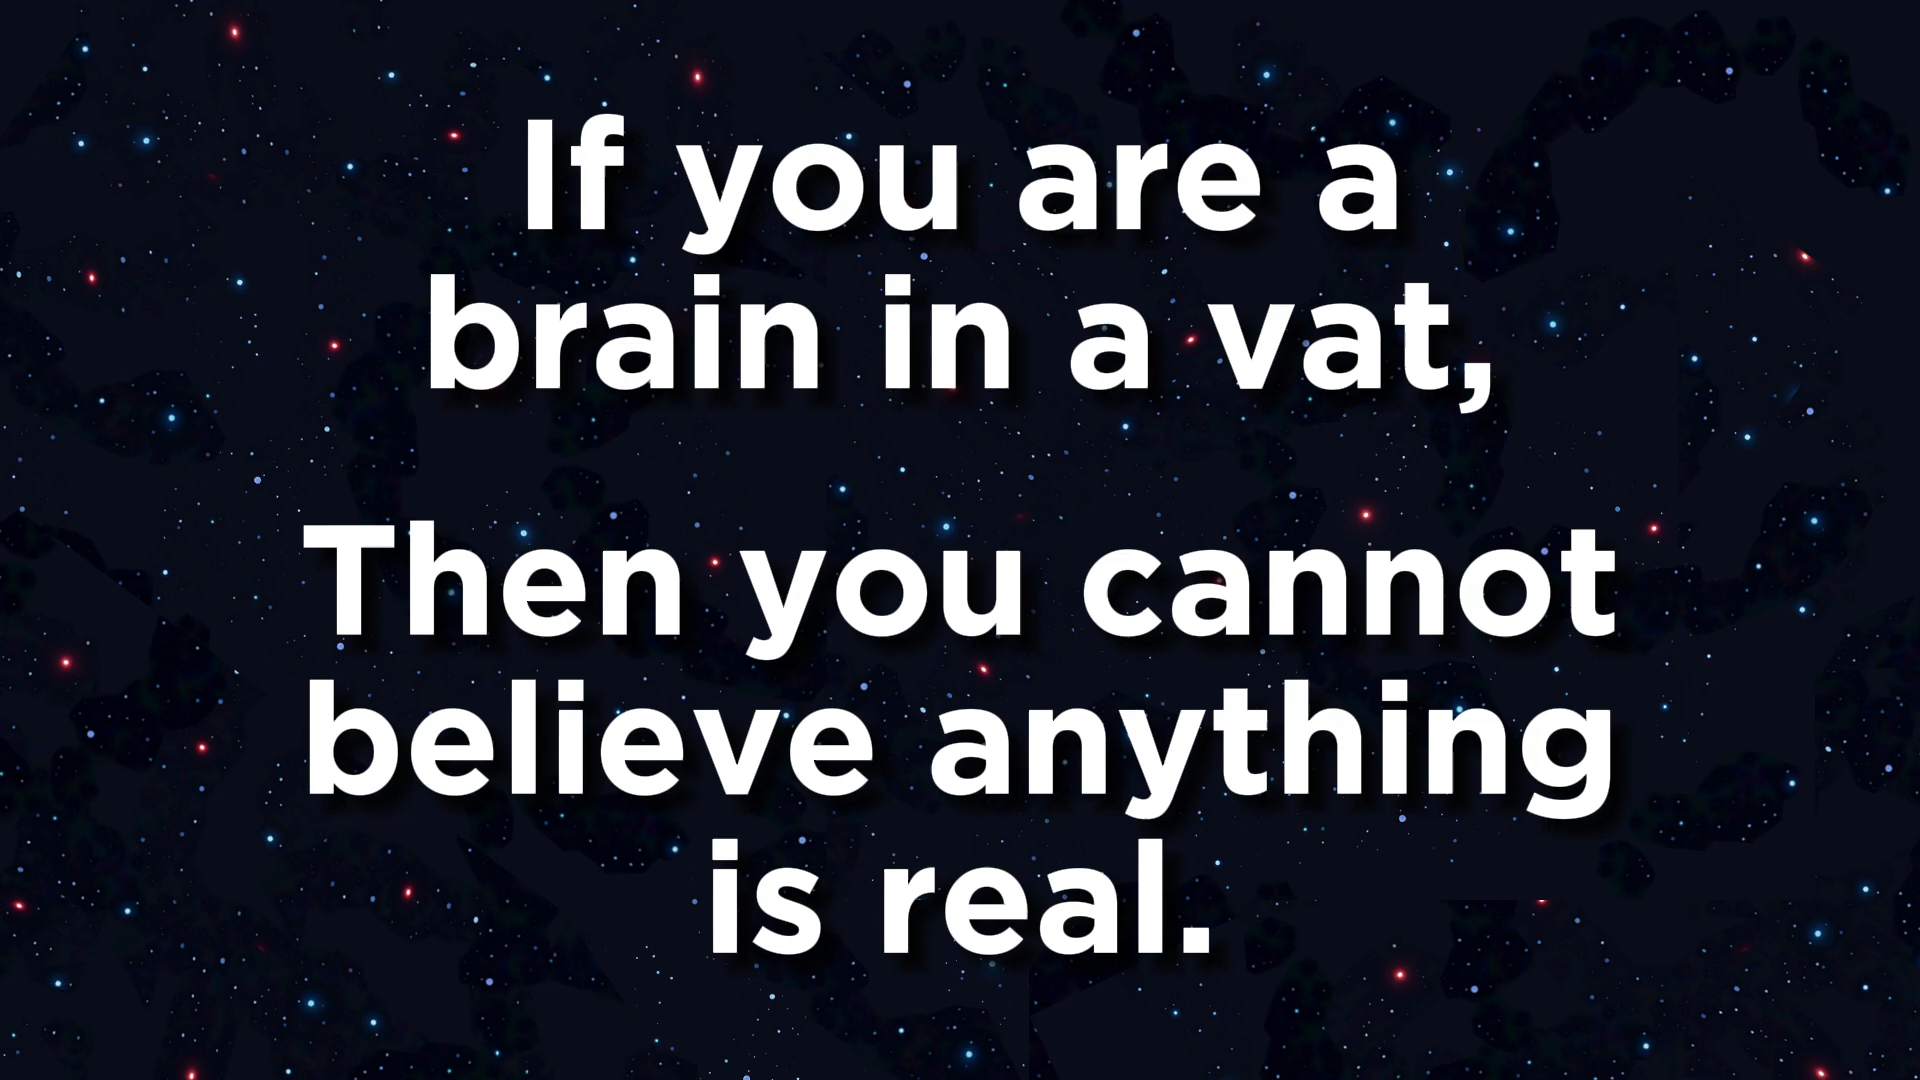 If you are a
brain in a vat,
Then you cannot
believe anything
is real.